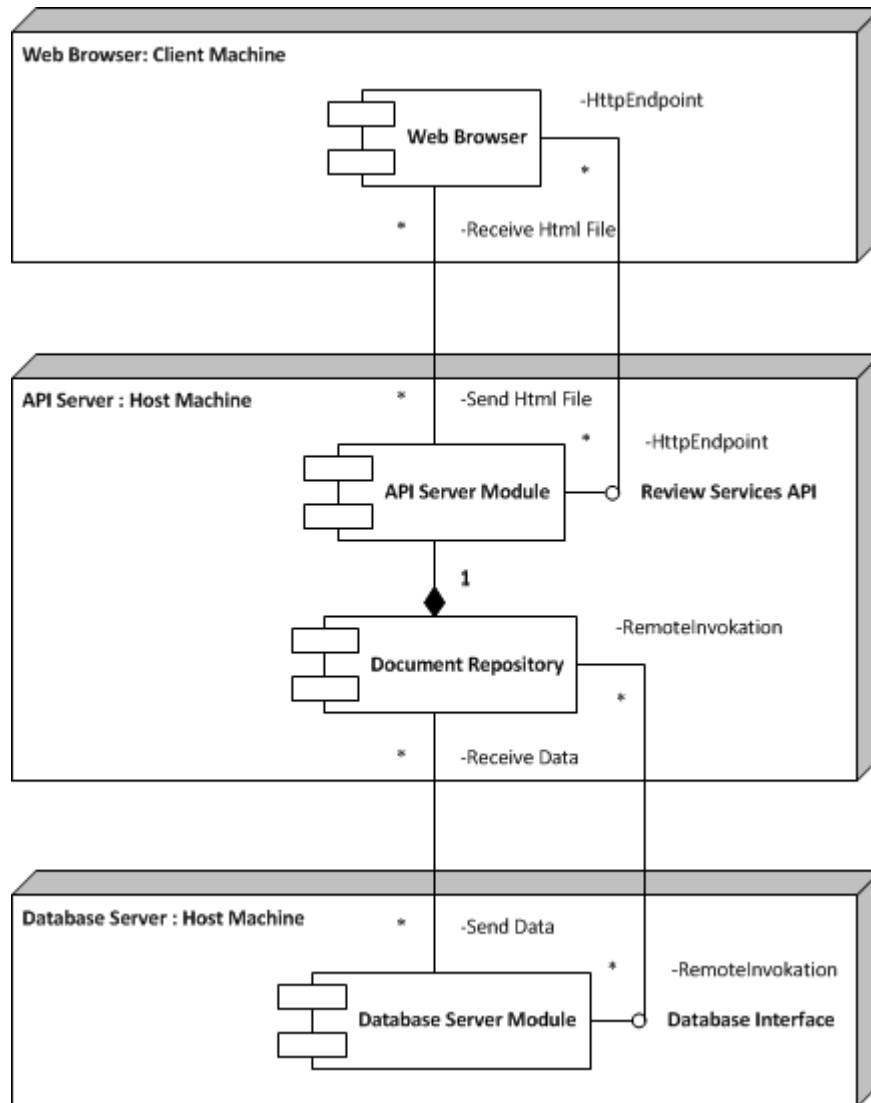 Web Browser: Client Machine
-HttpEndpoint
Web Browser
*
*
-Receive Html File
API Server : Host Machine
*
-Send Html File
*
-HttpEndpoint
API Server Module
Review Services API
1
-RemoteInvokation
Document Repository
*
*
-Receive Data
Database Server : Host Machine
*
-Send Data
*
-RemoteInvokation
Database Server Module
Database Interface